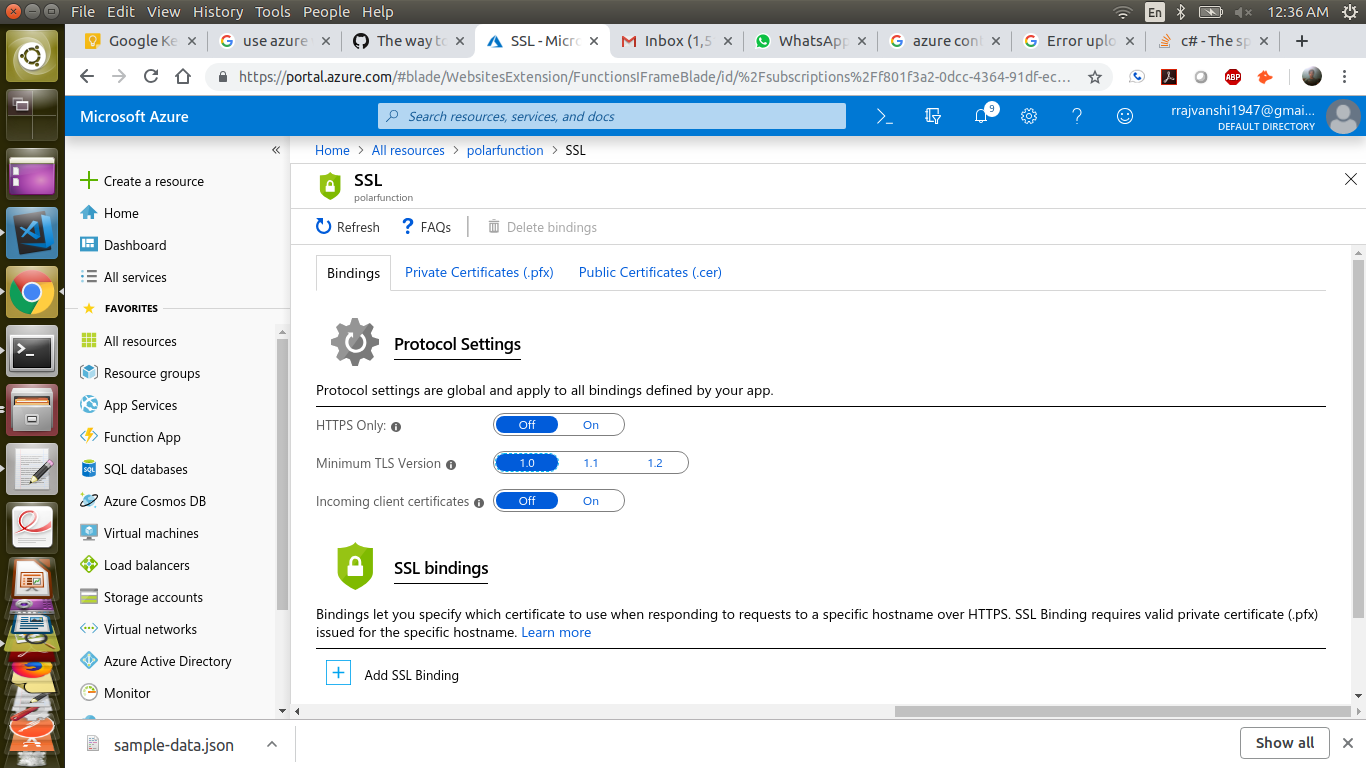 File Edit View History Tools People Help
En
12:36 AM
Google Ke
use azure
The way to
SSL - Micro
Inbox (1,5
WhatsApp
azure cont
Error uplo
c# - The sp
https://portal.azure.com/#blade/WebsitesExtension/FunctionsIFrameBlade/id/%2Fsubscriptions%2Ff801f3a2-0dcc-4364-91df-ec...
ABP
Microsoft Azure
Search resources, services, and docs
9
rrajvanshi1947@gmai...
DEFAULT DIRECTORY
Home > All resources > polarfunction > SSL
Create a resource
Home
Dashboard
All services
FAVORITES
All resources
Resource groups
App Services
Function App
SQL databases
Azure Cosmos DB
Virtual machines
Load balancers
Storage accounts
Virtual networks
Azure Active Directory
Monitor
SSL
polarfunction
Refresh
FAQs
Delete bindings
Bindings
Private Certificates (.pfx)
Public Certificates (.cer)
Protocol Settings
Protocol settings are global and apply to all bindings defined by your app.
HTTPS Only: Off On
Minimum TLS Version 1.0 1.1 1.2
Incoming client certificates Off On
SSL bindings
Bindings let you specify which certificate to use when responding to requests to a specific hostname over HTTPS. SSL Binding requires valid private certificate (.pfx)
issued for the specific hostname. Learn more
Add SSL Binding
sample-data.json
Show all